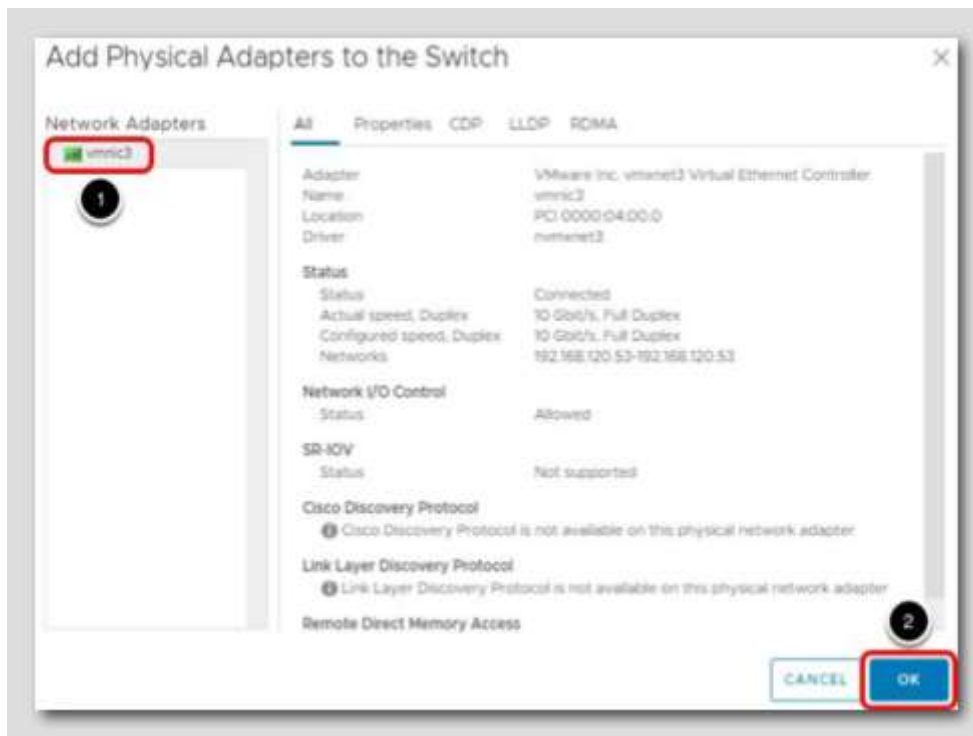 Add Physical Adapters to the Switch
Network Adapters
vmnic3
1
All Properties CDP LLDP RDMA
Adapter VMware Inc. vmxnet3 Virtual Ethernet Controller
Name vmnic3
Location PCI 0000:04:00.0
Driver nvmxnet3
Status
Status Connected
Actual speed, Duplex 10 Gbit/s, Full Duplex
Configured speed, Duplex 10 Gbit/s, Full Duplex
Networks 192.168.120.53-192.168.120.53
Network I/O Control
Status Allowed
SR-IOV
Status Not supported
Cisco Discovery Protocol
Cisco Discovery Protocol is not available on this physical network adapter
Link Layer Discovery Protocol
Link Layer Discovery Protocol is not available on this physical network adapter
Remote Direct Memory Access
2
CANCEL OK